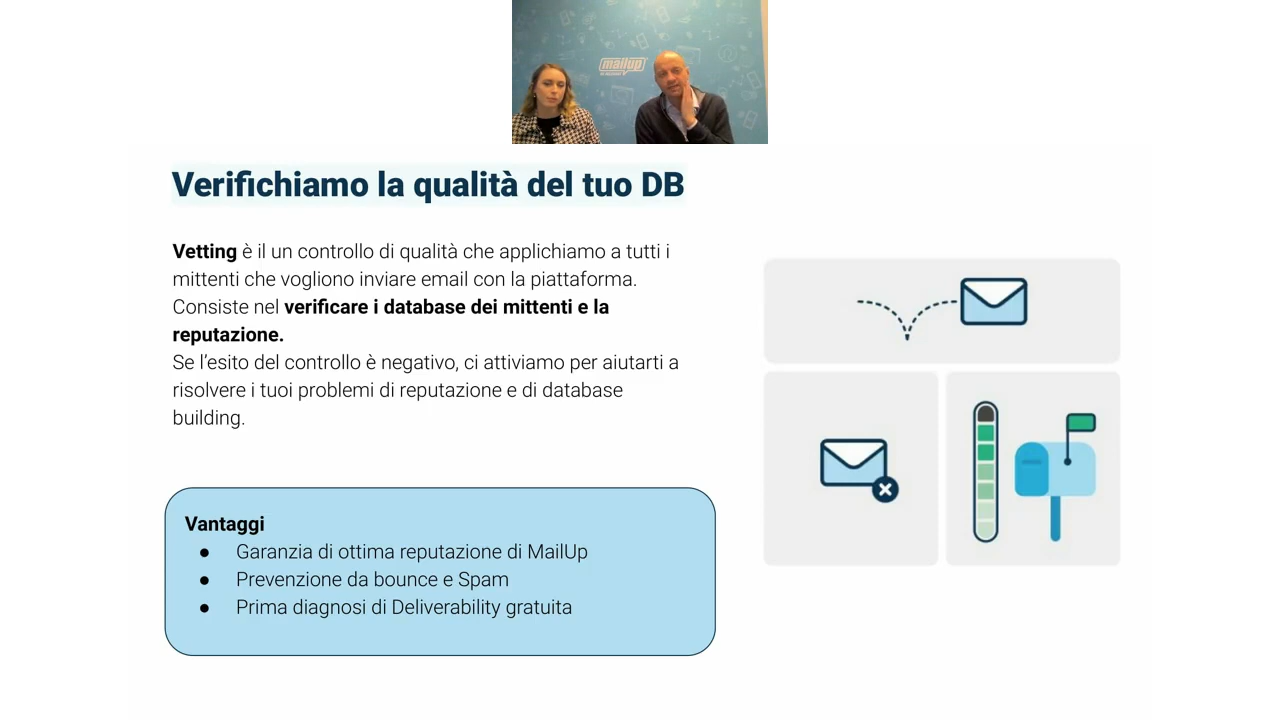 mailup
Verifichiamo la qualità del tuo DB
Vetting è il un controllo di qualità che applichiamo a tutti i
mittenti che vogliono inviare email con la piattaforma.
Consiste nel verificare i database dei mittenti e la
reputazione.
Se l’esito del controllo è negativo, ci attiviamo per aiutarti a
risolvere i tuoi problemi di reputazione e di database
building.
Vantaggi
● Garanzia di ottima reputazione di MailUp
● Prevenzione da bounce e Spam
● Prima diagnosi di Deliverability gratuita